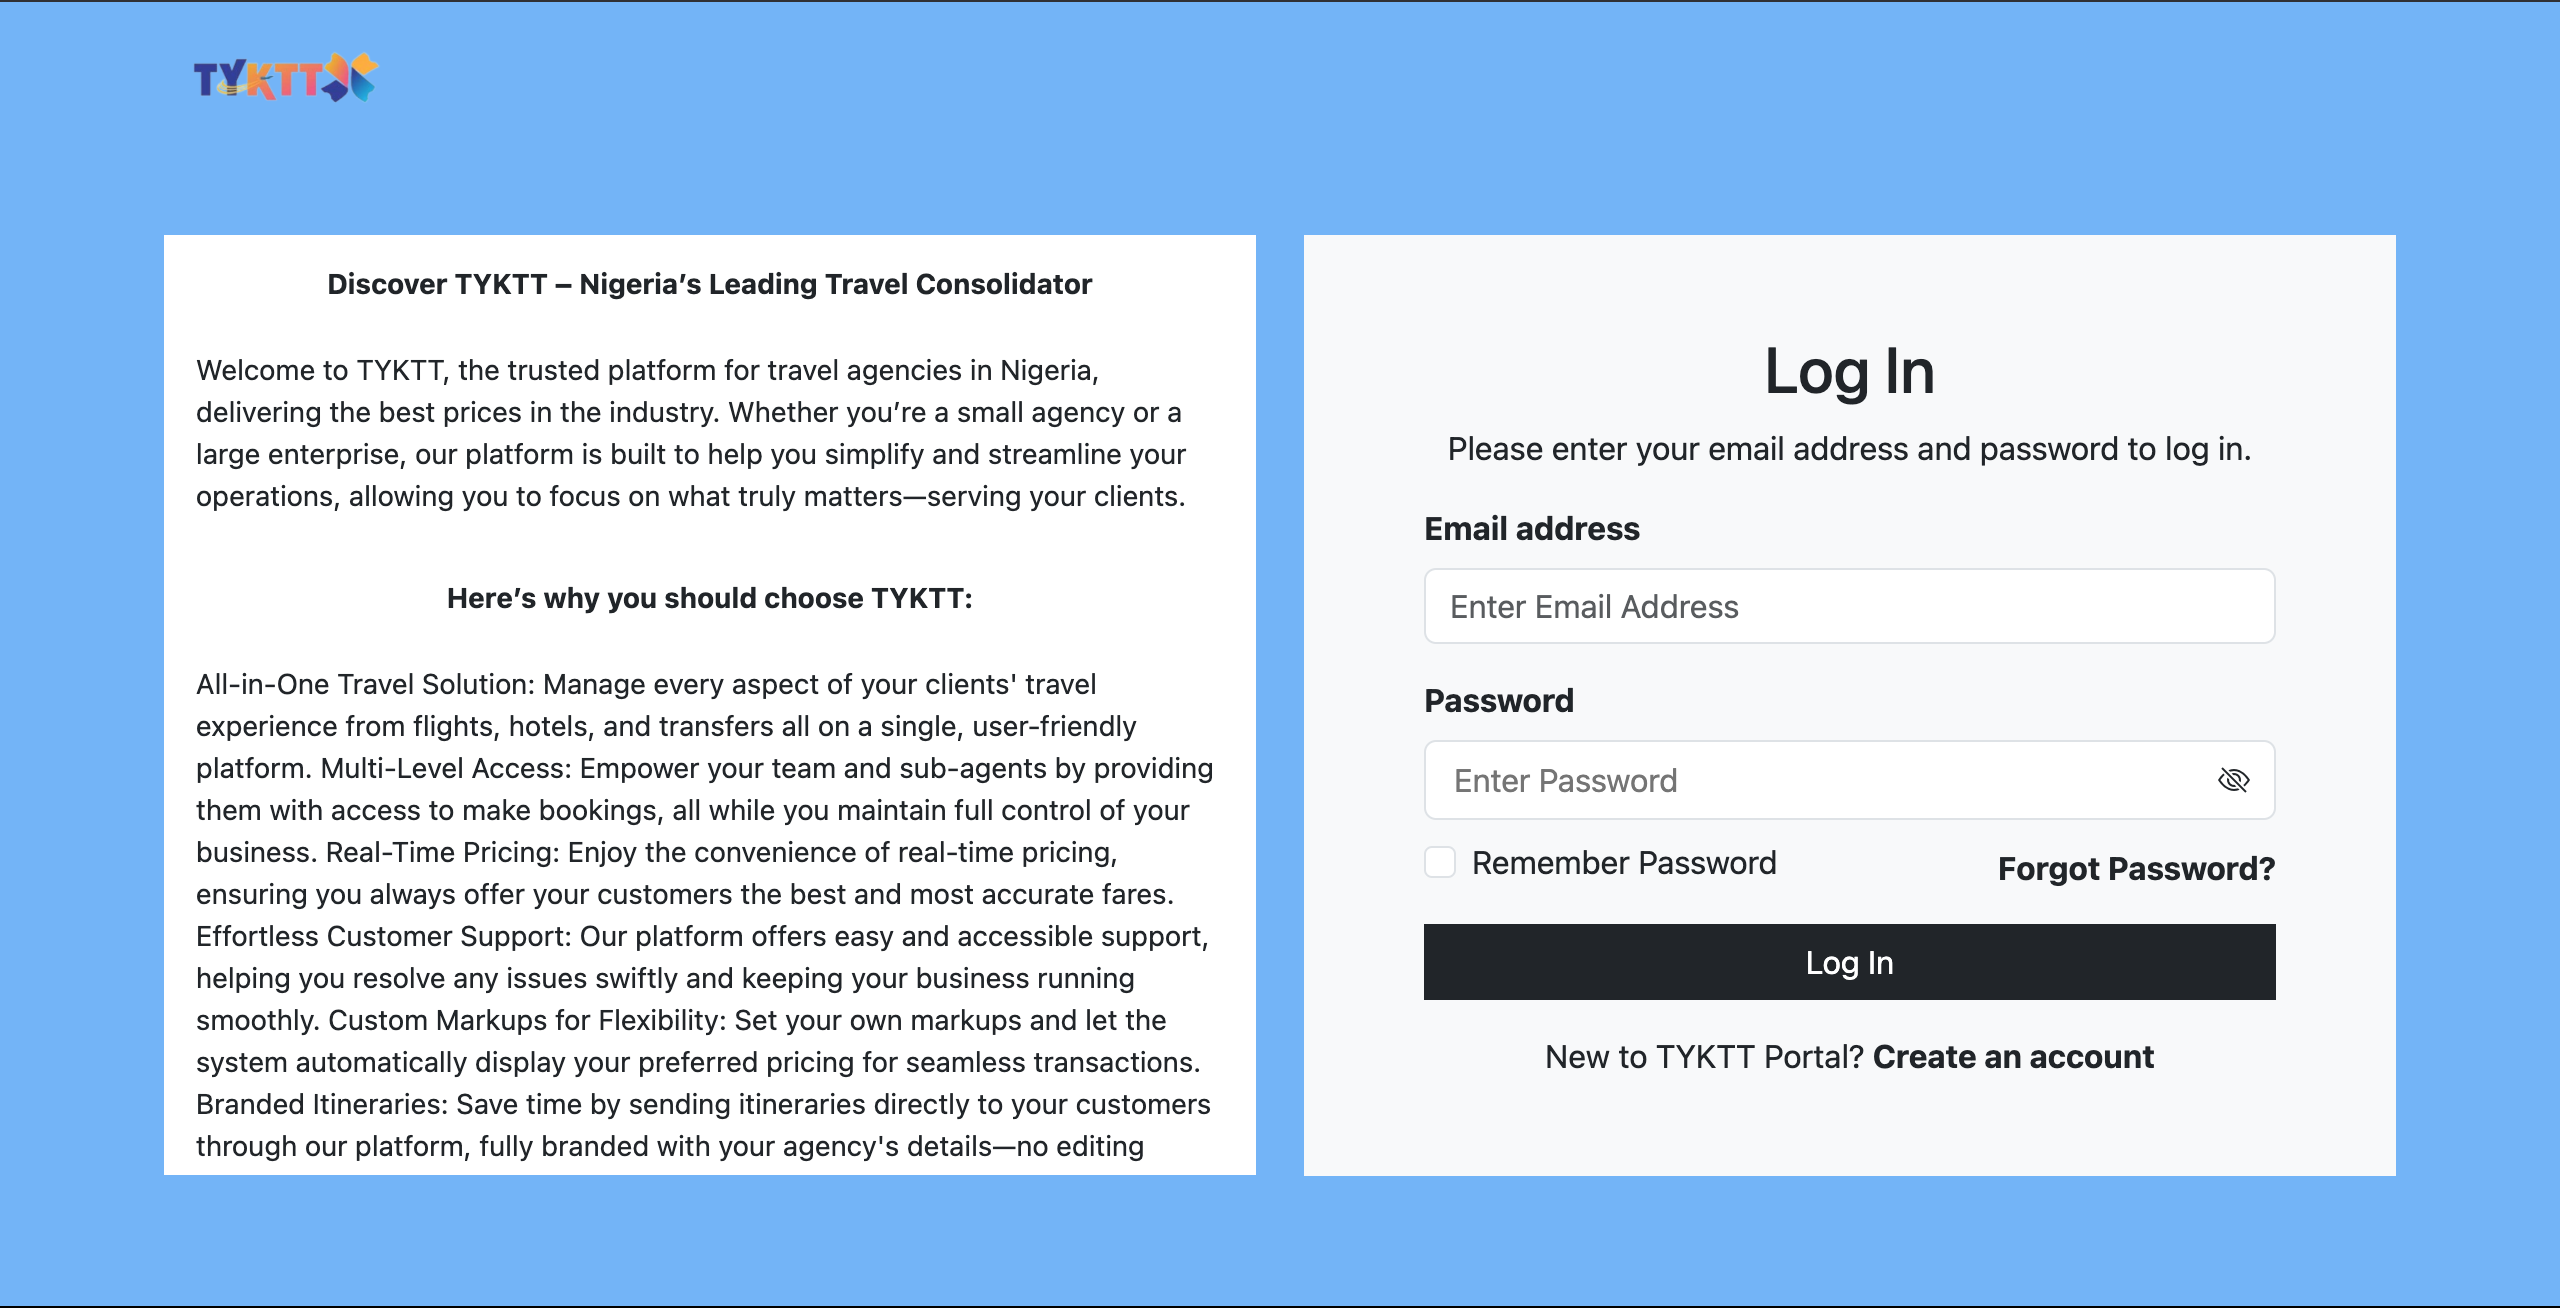 TYKTT
Discover TYKTT – Nigeria’s Leading Travel Consolidator
Welcome to TYKTT, the trusted platform for travel agencies in Nigeria,
delivering the best prices in the industry. Whether you’re a small agency or a
large enterprise, our platform is built to help you simplify and streamline your
operations, allowing you to focus on what truly matters—serving your clients.
Here’s why you should choose TYKTT:
All-in-One Travel Solution: Manage every aspect of your clients' travel
experience from flights, hotels, and transfers all on a single, user-friendly
platform. Multi-Level Access: Empower your team and sub-agents by providing
them with access to make bookings, all while you maintain full control of your
business. Real-Time Pricing: Enjoy the convenience of real-time pricing,
ensuring you always offer your customers the best and most accurate fares.
Effortless Customer Support: Our platform offers easy and accessible support,
helping you resolve any issues swiftly and keeping your business running
smoothly. Custom Markups for Flexibility: Set your own markups and let the
system automatically display your preferred pricing for seamless transactions.
Branded Itineraries: Save time by sending itineraries directly to your customers
through our platform, fully branded with your agency's details—no editing
Log In
Please enter your email address and password to log in.
Email address
Enter Email Address
Password
Enter Password
Remember Password
Forgot Password?
Log In
New to TYKTT Portal? Create an account